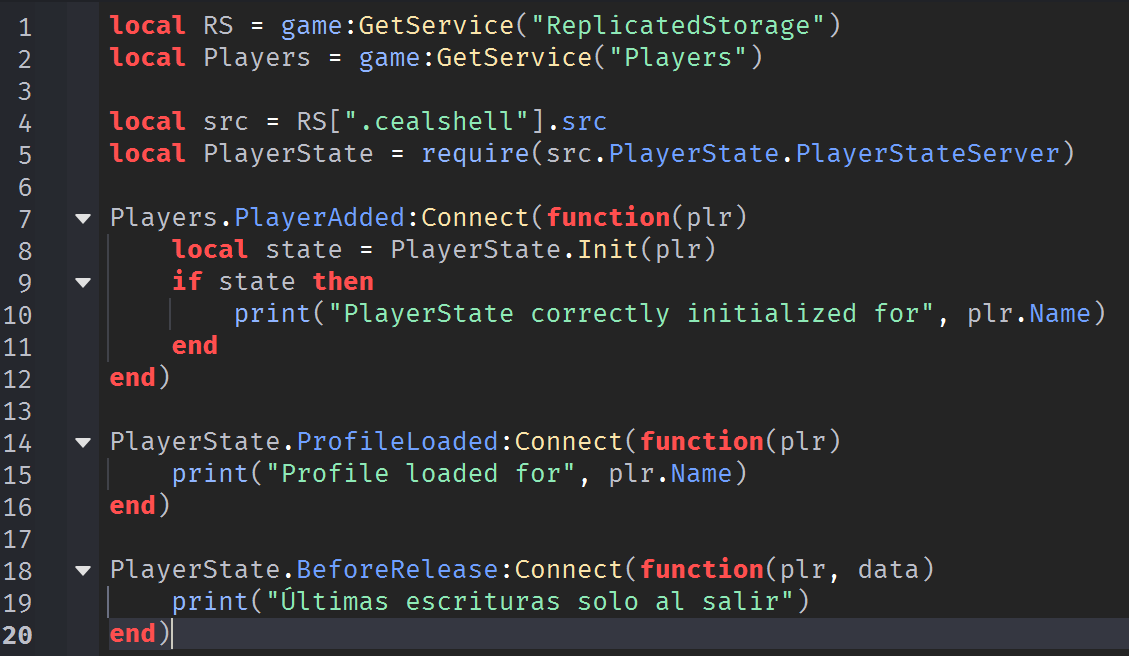 1 local RS = game:GetService("ReplicatedStorage")
2 local Players = game:GetService("Players")
3
4 local src = RS[".cealshell"].src
5 local PlayerState = require(src.PlayerState.PlayerStateServer)
6
7 Players.PlayerAdded:Connect(function(plr)
8     local state = PlayerState.Init(plr)
9     if state then
10         print("PlayerState correctly initialized for", plr.Name)
11     end
12 end)
13
14 PlayerState.ProfileLoaded:Connect(function(plr)
15     print("Profile loaded for", plr.Name)
16 end)
17
18 PlayerState.BeforeRelease:Connect(function(plr, data)
19     print("Últimas escrituras solo al salir")
20 end)